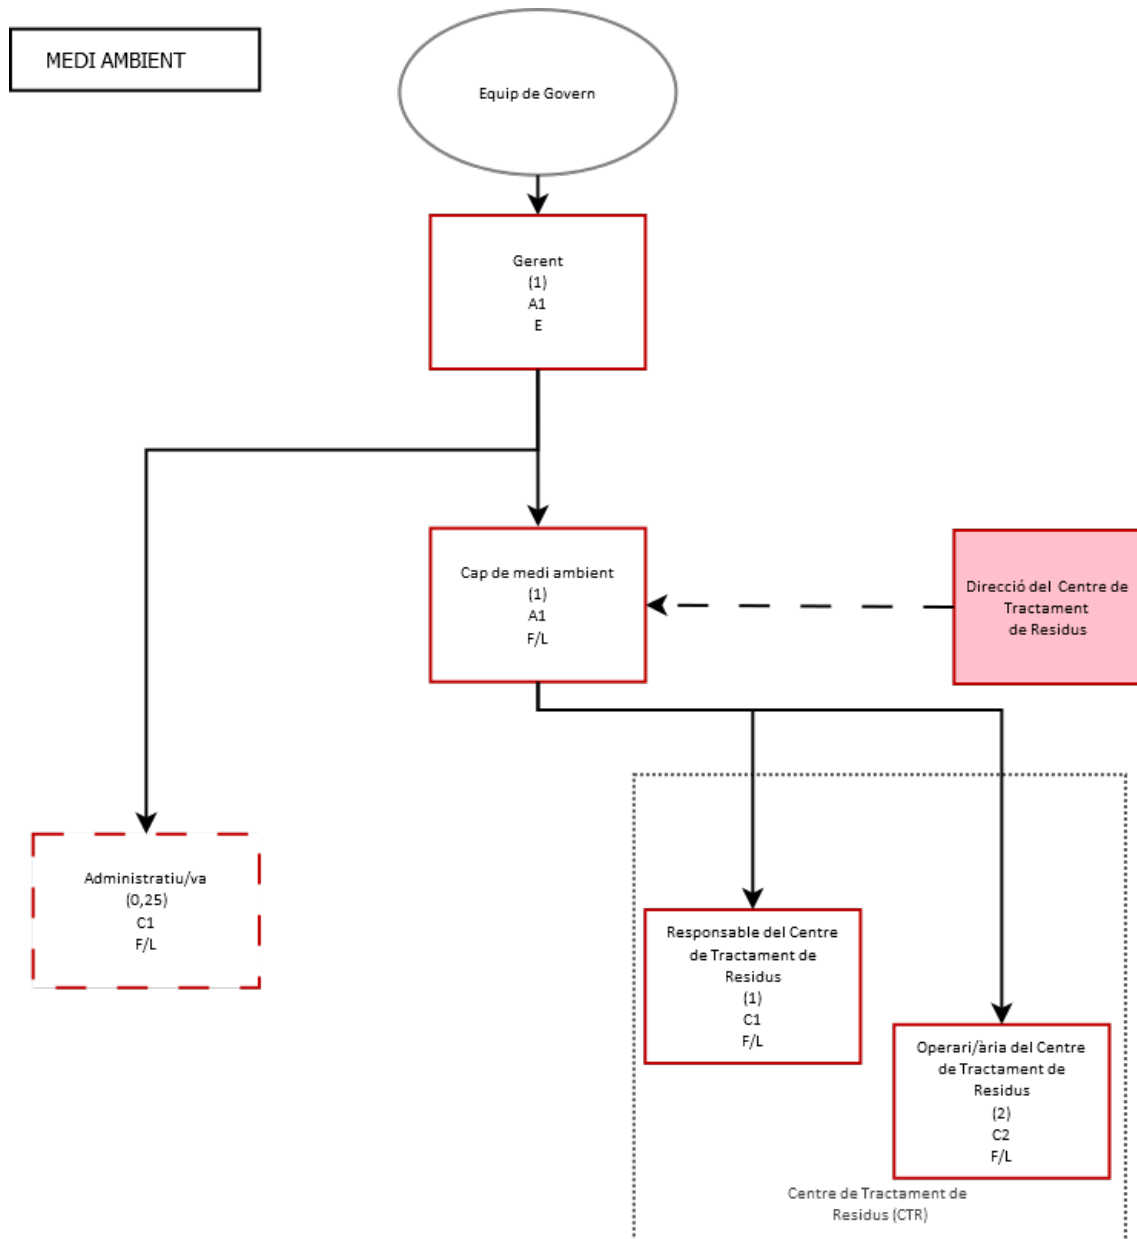 MEDI AMBIENT
Equip de Govern
Gerent
(1)
A1
E
Cap de medi ambient
(1)
A1
F/L
Direcció del Centre de
Tractament
de Residus
Administratiu/va
(0,25)
C1
F/L
Responsable del Centre
de Tractament de
Residus
(1)
C1
F/L
Operari/ària del Centre
de Tractament de
Residus
(2)
C2
F/L
Centre de Tractament de
Residus (CTR)